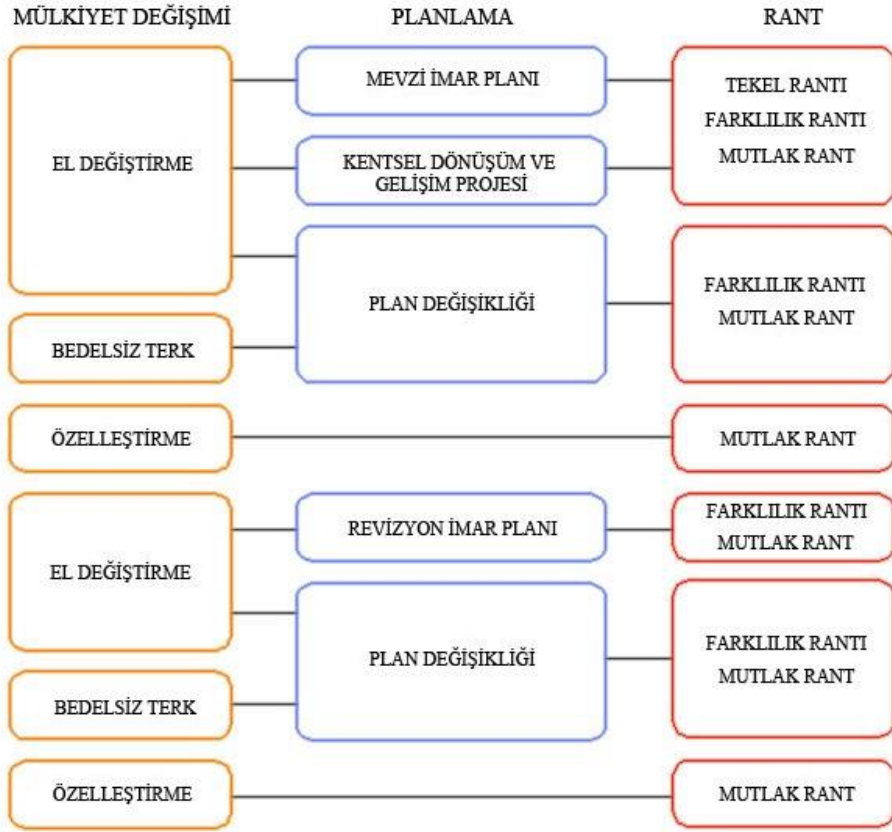 MÜLKİYET DEĞİŞİMİ
PLANLAMA
RANT
EL DEĞİŞTİRME
MEVZİ İMAR PLANI
KENTSEL DÖNÜŞÜM VE
GELİŞİM PROJESİ
TEKEL RANTI
FARKLILIK RANTI
MUTLAK RANT
PLAN DEĞİŞİKLİĞİ
FARKLILIK RANTI
MUTLAK RANT
BEDELSİZ TERK
ÖZELLEŞTİRME
MUTLAK RANT
EL DEĞİŞTİRME
REVİZYON İMAR PLANI
FARKLILIK RANTI
MUTLAK RANT
PLAN DEĞİŞİKLİĞİ
FARKLILIK RANTI
MUTLAK RANT
BEDELSİZ TERK
ÖZELLEŞTİRME
MUTLAK RANT